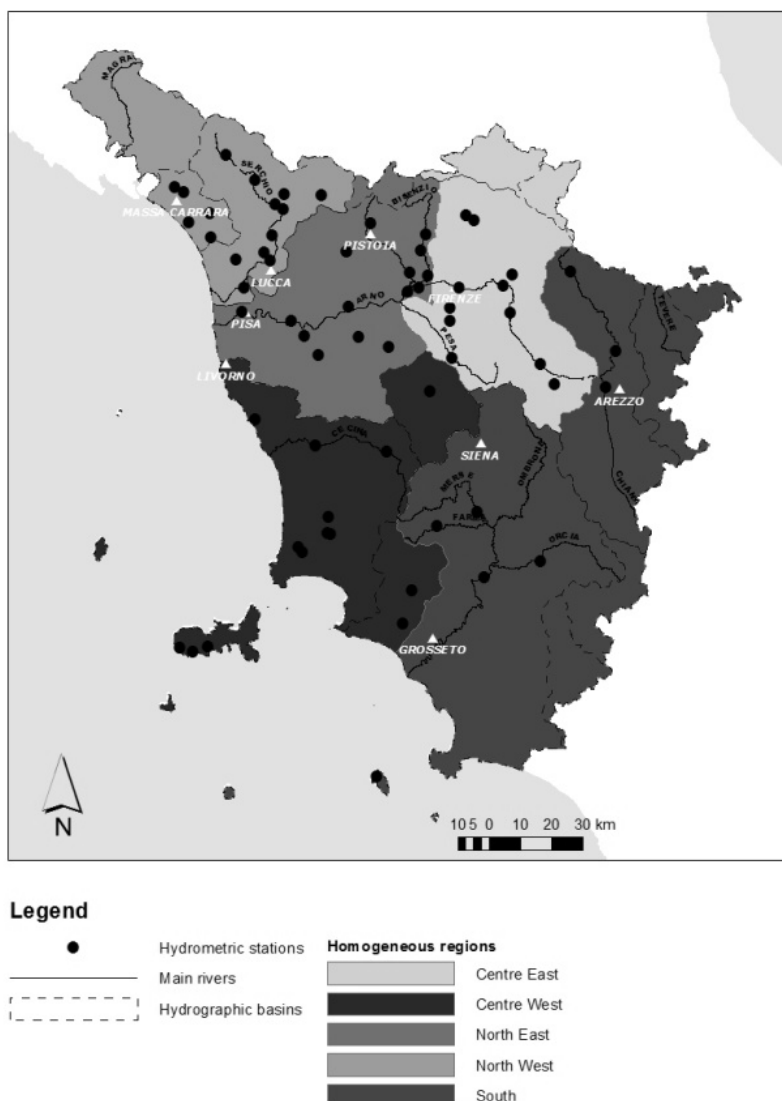 MAGRA
SERCHIO
BISENZIO
MASSA CARRARA
PISTOIA
LUCCA
FIRENZE
ARNO
PISA
PESA
TEVERE
LIVORNO
AREZZO
CECINA
SIENA
MERSE
OMBRONE
CHIANA
FARMA
ORCIA
GROSSETO
N
10 5 0 10 20 30 km
Legend
Hydrometric stations
Main rivers
Hydrographic basins
Homogeneous regions
Centre East
Centre West
North East
North West
South